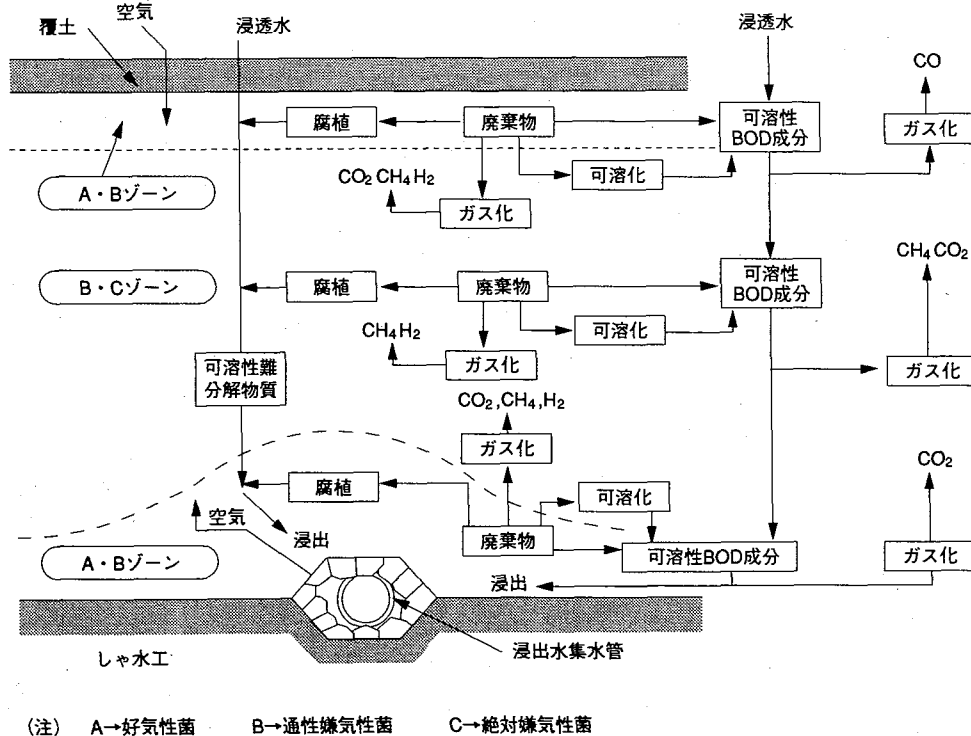 空気
覆土
浸透水
浸透水
CO
腐植
廃棄物
可溶性
BOD成分
ガス化
CO2 CH4 H2
可溶化
A・Bゾーン
ガス化
CH4 CO2
B・Cゾーン
腐植
廃棄物
可溶性
BOD成分
CH4 H2
可溶化
可溶性難
分解物質
ガス化
ガス化
CO2,CH4,H2
ガス化
CO2
腐植
可溶化
空気
浸出
廃棄物
可溶性BOD成分
ガス化
A・Bゾーン
浸出
しゃ水工
浸出水集水管
(注) A→好気性菌 B→通性嫌気性菌 C→絶対嫌気性菌